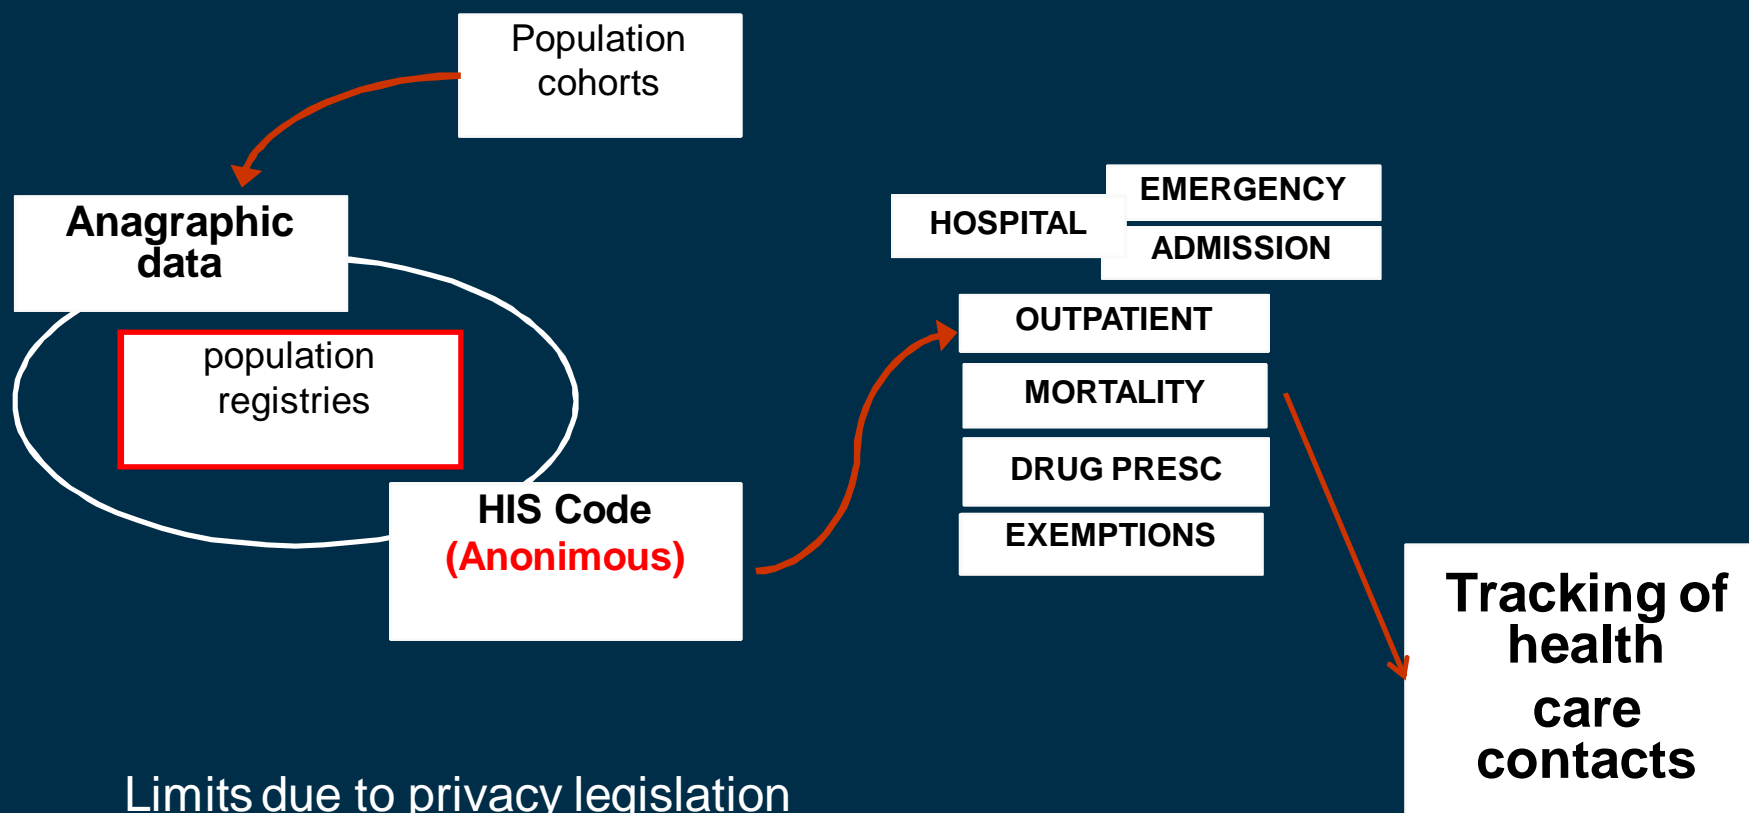 Population
cohorts
Anagraphic
data
population
registries
HIS Code
(Anonimous)
HOSPITAL
EMERGENCY
ADMISSION
OUTPATIENT
MORTALITY
DRUG PRESC
EXEMPTIONS
Tracking of
health
care
contacts
Limits due to privacy legislation